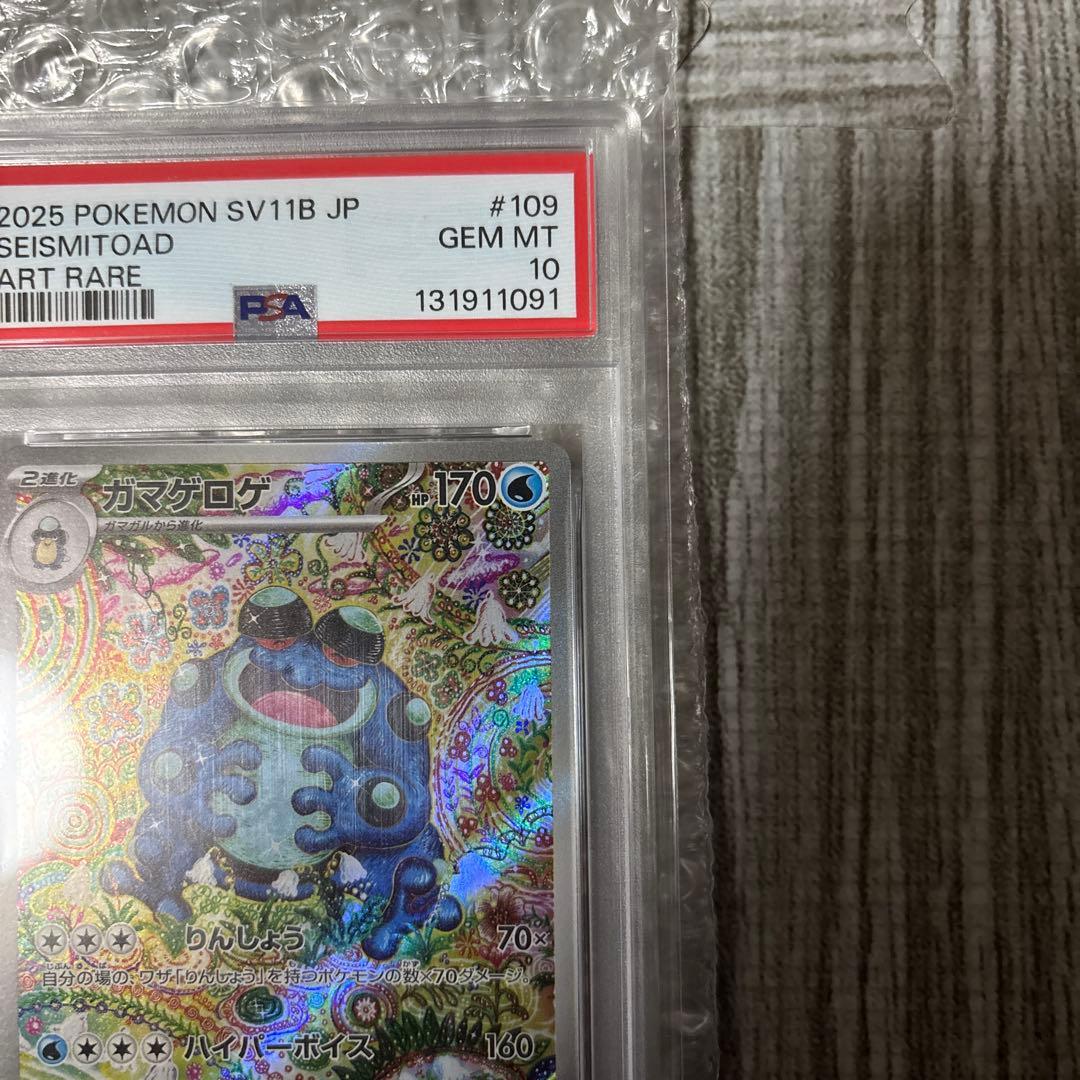 2025 POKEMON SV11B JP #109
SEISMITOAD GEM MT
ART RARE 10
PSA 131911091
2進化 ガマゲロゲ HP 170
ガマガルから進化
りんしょう 70×
自分の場の、ワザ「りんしょう」を持つポケモンの数×70ダメージ。
ハイパーボイス 160